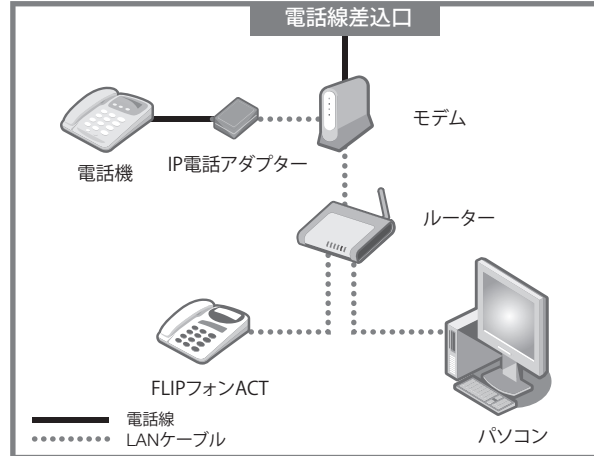 電話線差込口
モデム
電話機
IP電話アダプター
ルーター
FLIPフォンACT
パソコン
電話線
LANケーブル